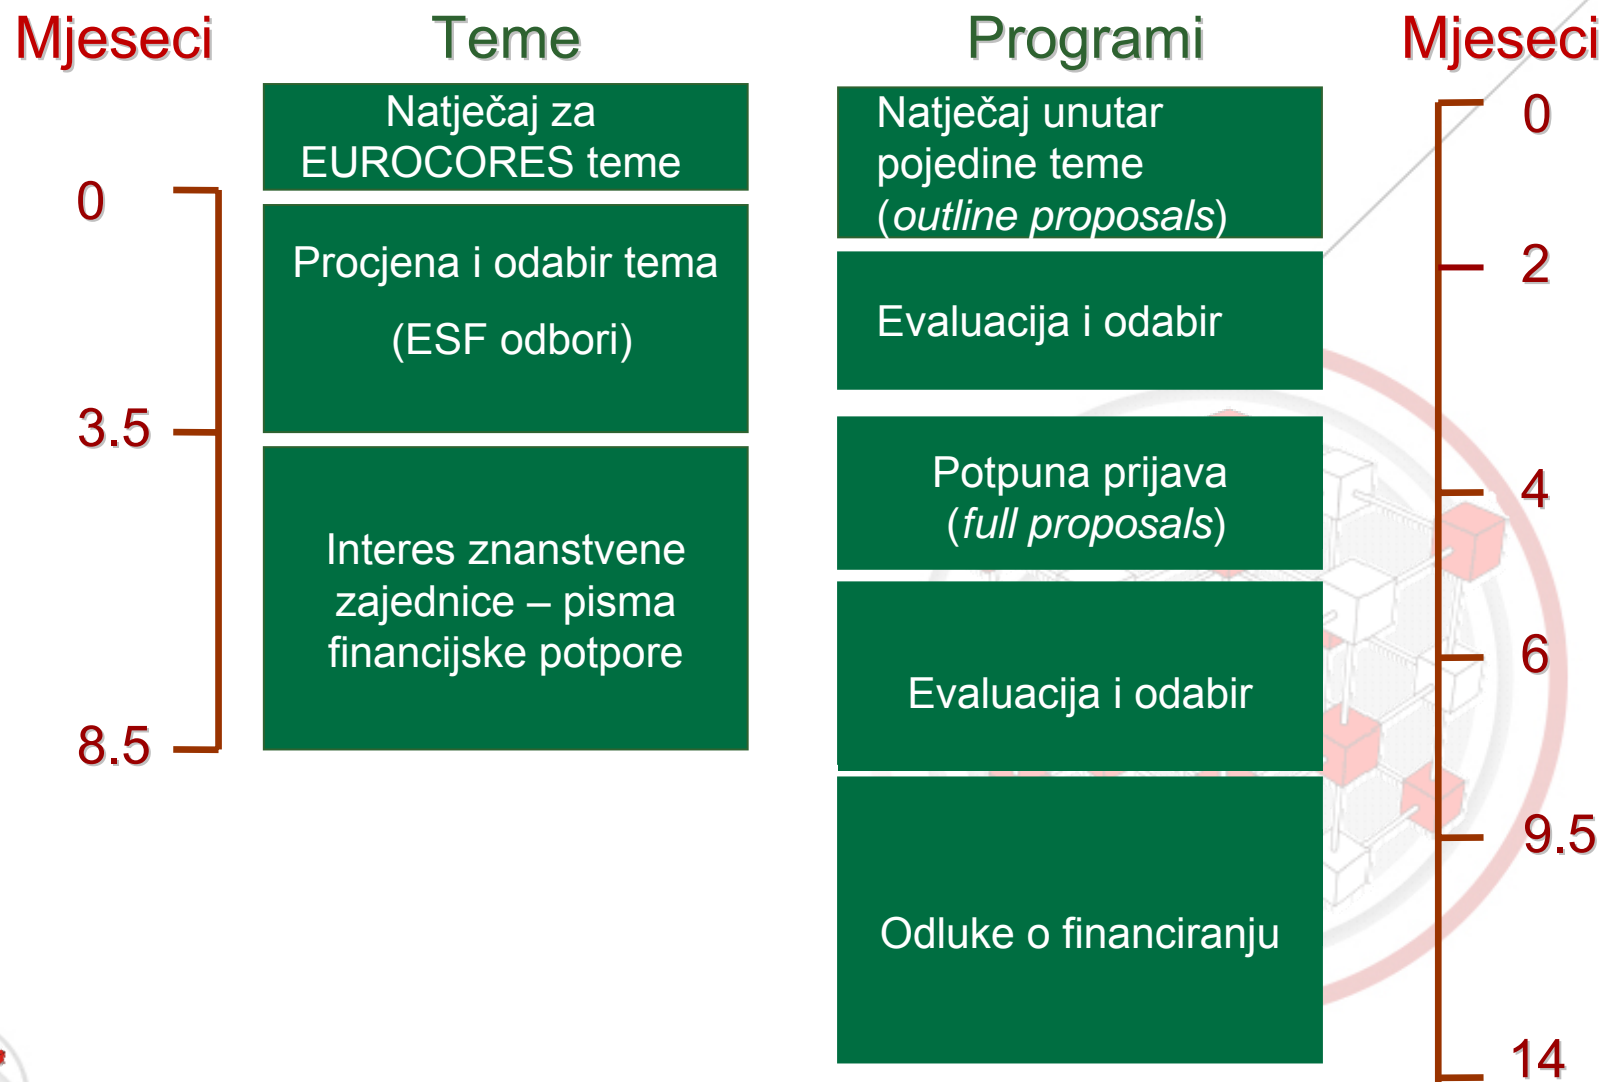 Mjeseci
Teme
Programi
Mjeseci
Natječaj za
EUROCORES teme
0
Procjena i odabir tema
(ESF odbori)
3.5
Interes znanstvene
zajednice – pisma
financijske potpore
8.5
Natječaj unutar
pojedine teme
(outline proposals)
0
2
Evaluacija i odabir
Potpuna prijava
(full proposals)
4
6
Evaluacija i odabir
9.5
Odluke o financiranju
14